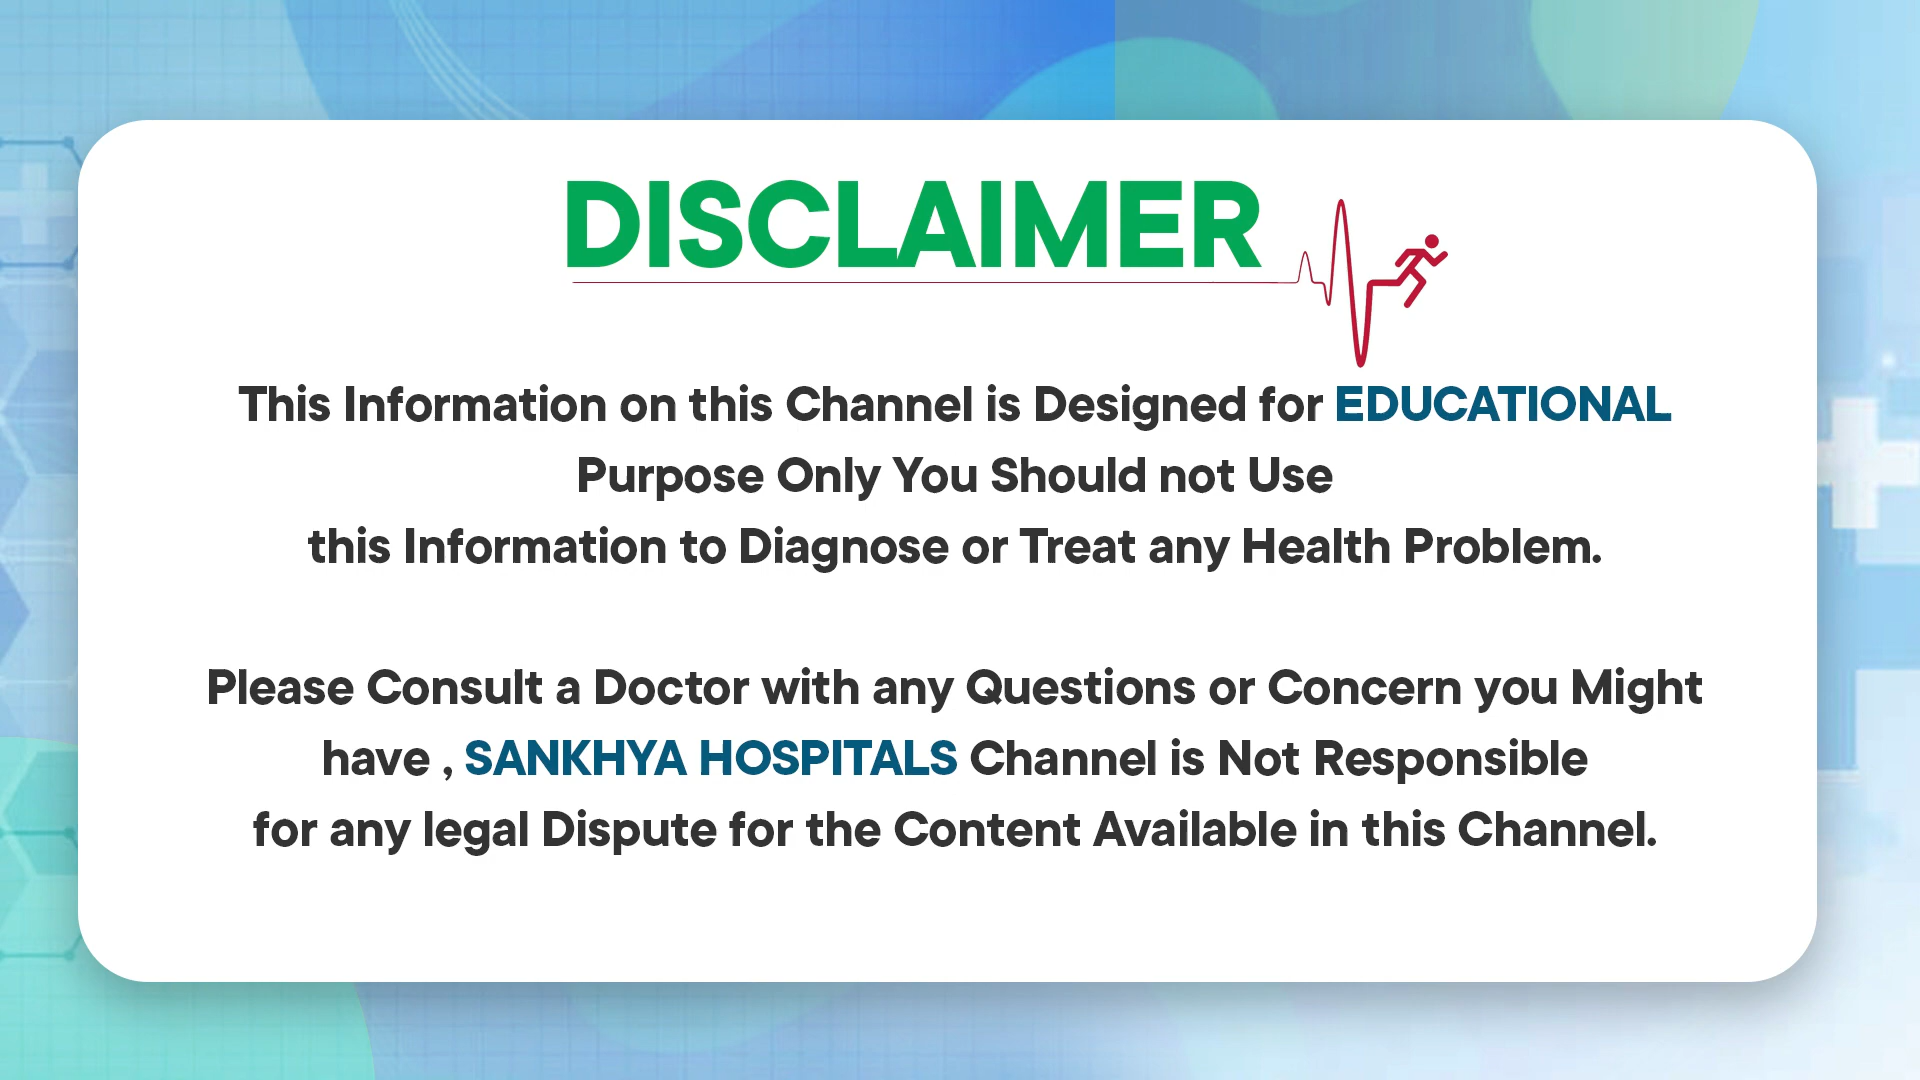 DISCLAIMER
This Information on this Channel is Designed for EDUCATIONAL
Purpose Only You Should not Use
this Information to Diagnose or Treat any Health Problem.
Please Consult a Doctor with any Questions or Concern you Might
have , SANKHYA HOSPITALS Channel is Not Responsible
for any legal Dispute for the Content Available in this Channel.